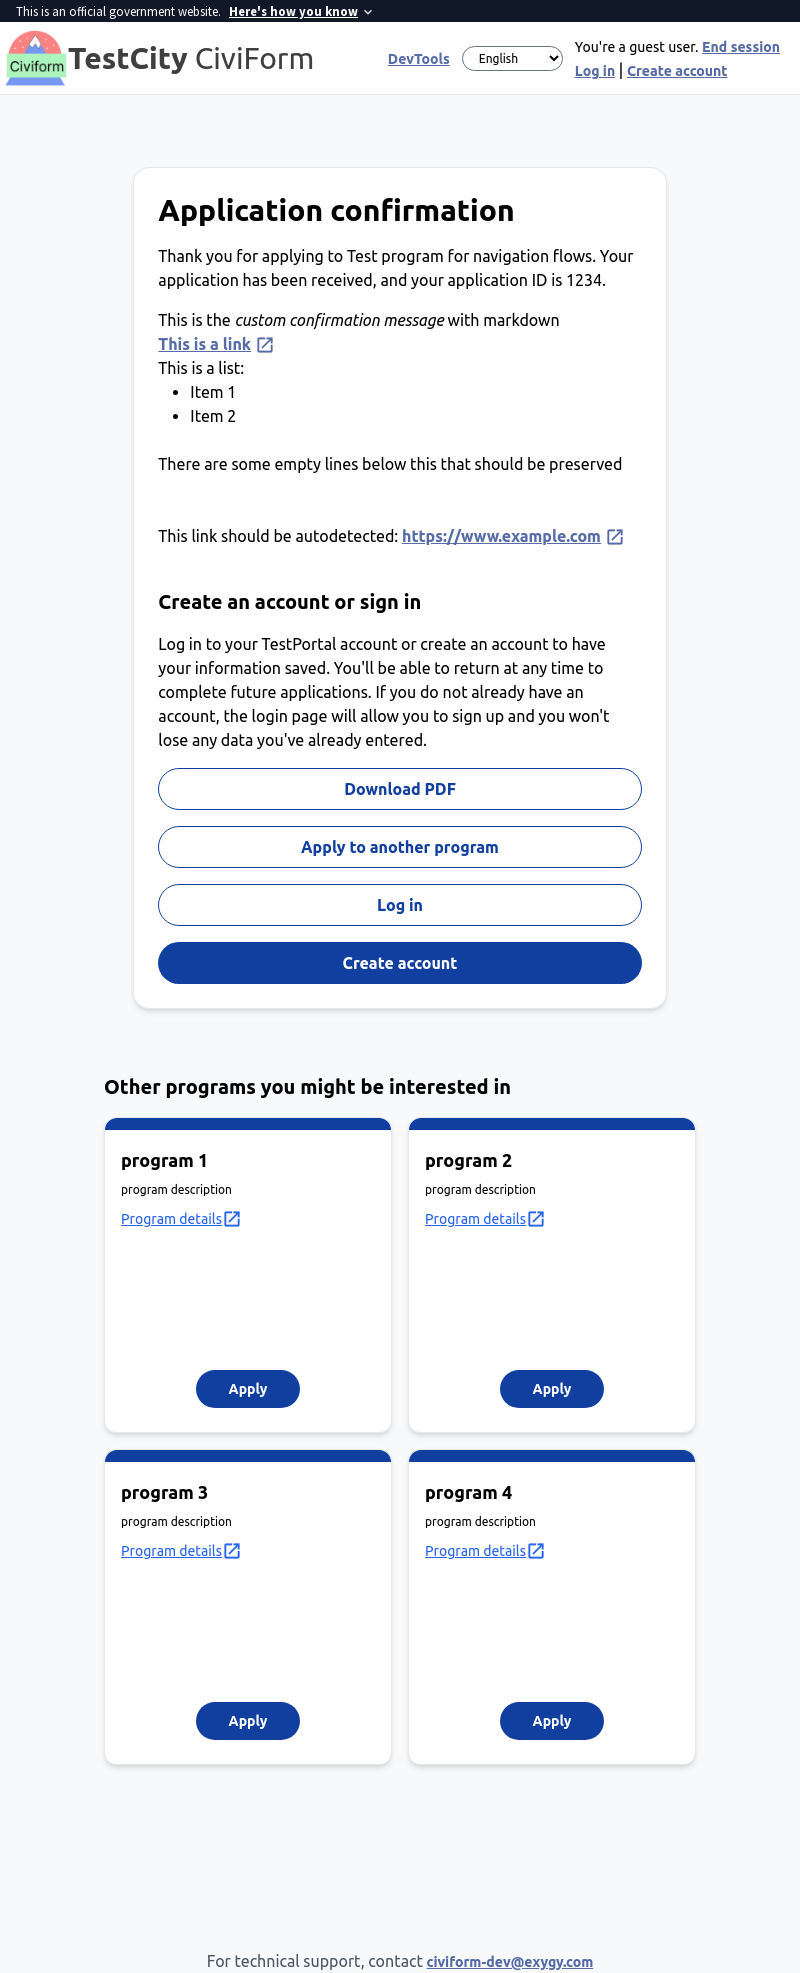 This is an official government website. Here's how you know
Civiform
TestCity CiviForm
DevTools
English
You're a guest user. End session
Log in | Create account
Application confirmation
Thank you for applying to Test program for navigation flows. Your
application has been received, and your application ID is 1234.
This is the custom confirmation message with markdown
This is a link
This is a list:
• Item 1
• Item 2
There are some empty lines below this that should be preserved
This link should be autodetected: https://www.example.com
Create an account or sign in
Log in to your TestPortal account or create an account to have
your information saved. You'll be able to return at any time to
complete future applications. If you do not already have an
account, the login page will allow you to sign up and you won't
lose any data you've already entered.
Download PDF
Apply to another program
Log in
Create account
Other programs you might be interested in
program 1
program description
Program details
Apply
program 2
program description
Program details
Apply
program 3
program description
Program details
Apply
program 4
program description
Program details
Apply
For technical support, contact civiform-dev@exygy.com